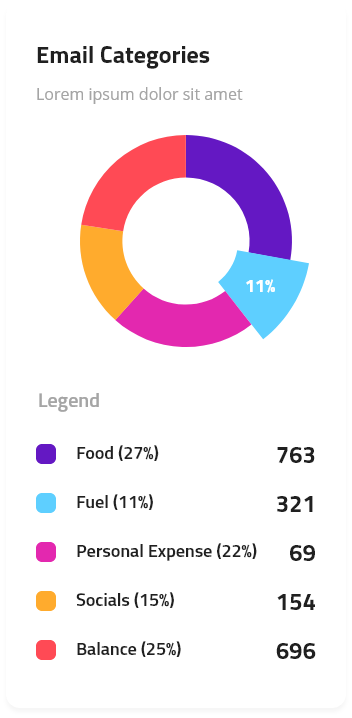 Email Categories
Lorem ipsum dolor sit amet
11%
Legend
Food (27%) 763
Fuel (11%) 321
Personal Expense (22%) 69
Socials (15%) 154
Balance (25%) 696